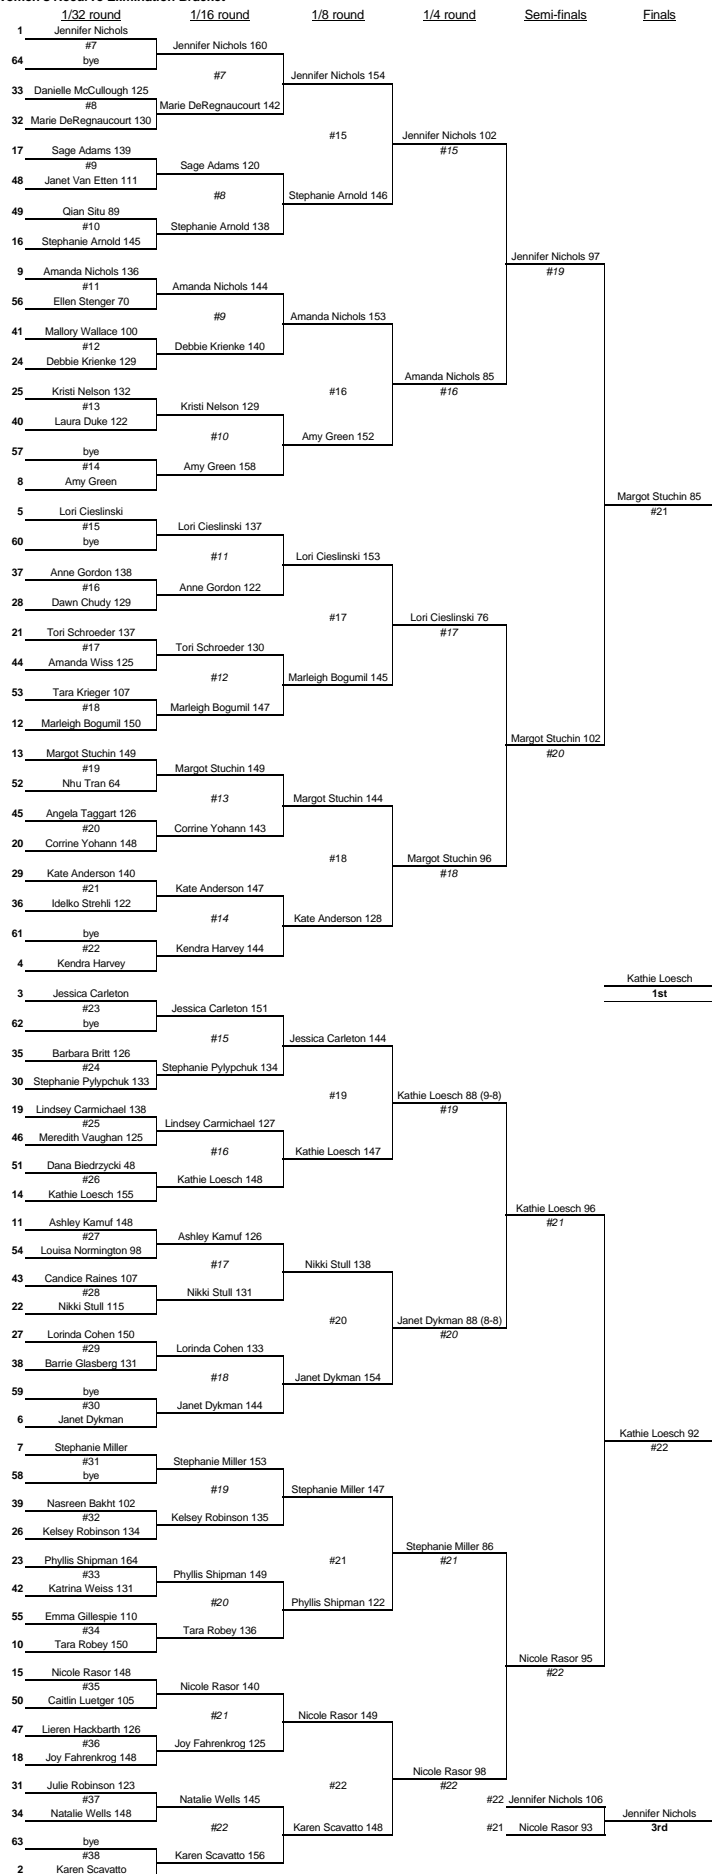 1/32 round 1/16 round 1/8 round 1/4 round Semi-finals Finals
1 Jennifer Nichols
#7 Jennifer Nichols 160
64 bye
#7 Jennifer Nichols 154
33 Danielle McCullough 125
#8 Marie DeRegnaucourt 142
32 Marie DeRegnaucourt 130
#15 Jennifer Nichols 102
#15
17 Sage Adams 139
#9 Sage Adams 120
48 Janet Van Etten 111
#8 Stephanie Arnold 146
49 Qian Situ 89
#10 Stephanie Arnold 138
16 Stephanie Arnold 145
Jennifer Nichols 97
#19
9 Amanda Nichols 136
#11 Amanda Nichols 144
56 Ellen Stenger 70
#9 Amanda Nichols 153
41 Mallory Wallace 100
#12 Debbie Krienke 140
24 Debbie Krienke 129
Amanda Nichols 85
#16 #16
25 Kristi Nelson 132
#13 Kristi Nelson 129
40 Laura Duke 122
#10 Amy Green 152
57 bye
#14 Amy Green 158
8 Amy Green
Margot Stuchin 85
#21
5 Lori Cieslinski
#15 Lori Cieslinski 137
60 bye
#11 Lori Cieslinski 153
37 Anne Gordon 138
#16 Anne Gordon 122
28 Dawn Chudy 129
#17 Lori Cieslinski 76
#17
21 Tori Schroeder 137
#17 Tori Schroeder 130
44 Amanda Wiss 125
#12 Marleigh Bogumil 145
53 Tara Krieger 107
#18 Marleigh Bogumil 147
12 Marleigh Bogumil 150
Margot Stuchin 102
#20
13 Margot Stuchin 149
#19 Margot Stuchin 149
52 Nhu Tran 64
#13 Margot Stuchin 144
45 Angela Taggart 126
#20 Corrine Yohann 143
20 Corrine Yohann 148
#18 Margot Stuchin 96
#18
29 Kate Anderson 140
#21 Kate Anderson 147
36 Idelko Strehli 122
#14 Kate Anderson 128
61 bye
#22 Kendra Harvey 144
4 Kendra Harvey
Kathie Loesch
1st
3 Jessica Carleton
#23 Jessica Carleton 151
62 bye
#15 Jessica Carleton 144
35 Barbara Britt 126
#24 Stephanie Pylypchuk 134
30 Stephanie Pylypchuk 133
#19 Kathie Loesch 88 (9-8)
#19
19 Lindsey Carmichael 138
#25 Lindsey Carmichael 127
46 Meredith Vaughan 125
#16 Kathie Loesch 147
51 Dana Biedrzycki 48
#26 Kathie Loesch 148
14 Kathie Loesch 155
Kathie Loesch 96
#21
11 Ashley Kamuf 148
#27 Ashley Kamuf 126
54 Louisa Normington 98
#17 Nikki Stull 138
43 Candice Raines 107
#28 Nikki Stull 131
22 Nikki Stull 115
#20 Janet Dykman 88 (8-8)
#20
27 Lorinda Cohen 150
#29 Lorinda Cohen 133
38 Barrie Glasberg 131
#18 Janet Dykman 154
59 bye
#30 Janet Dykman 144
6 Janet Dykman
Kathie Loesch 92
#22
7 Stephanie Miller
#31 Stephanie Miller 153
58 bye
#19 Stephanie Miller 147
39 Nasreen Bakht 102
#32 Kelsey Robinson 135
26 Kelsey Robinson 134
Stephanie Miller 86
#21 #21
23 Phyllis Shipman 164
#33 Phyllis Shipman 149
42 Katrina Weiss 131
#20 Phyllis Shipman 122
55 Emma Gillespie 110
#34 Tara Robey 136
10 Tara Robey 150
Nicole Rasor 95
#22
15 Nicole Rasor 148
#35 Nicole Rasor 140
50 Caitlin Luetger 105
#21 Nicole Rasor 149
47 Lieren Hackbarth 126
#36 Joy Fahrenkrog 125
18 Joy Fahrenkrog 148
Nicole Rasor 98
#22 #22
31 Julie Robinson 123
#37 Natalie Wells 145 #22 Jennifer Nichols 106
34 Natalie Wells 148 Jennifer Nichols
#22 Karen Scavatto 148 #21 Nicole Rasor 93 3rd
63 bye
#38 Karen Scavatto 156
2 Karen Scavatto